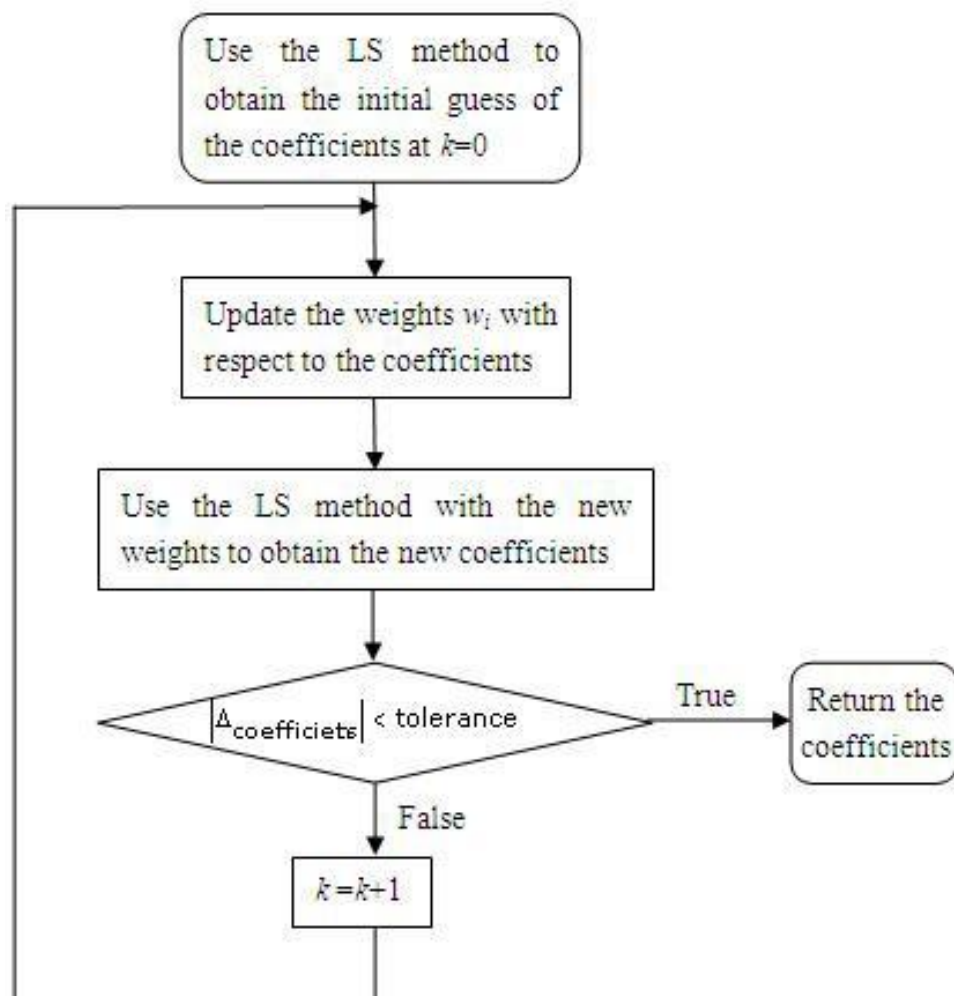 Use the LS method to
obtain the initial guess of
the coefficients at k=0
Update the weights wᵢ with
respect to the coefficients
Use the LS method with the new
weights to obtain the new coefficients
|Δcoefficiets| < tolerance
True
Return the
coefficients
False
k=k+1